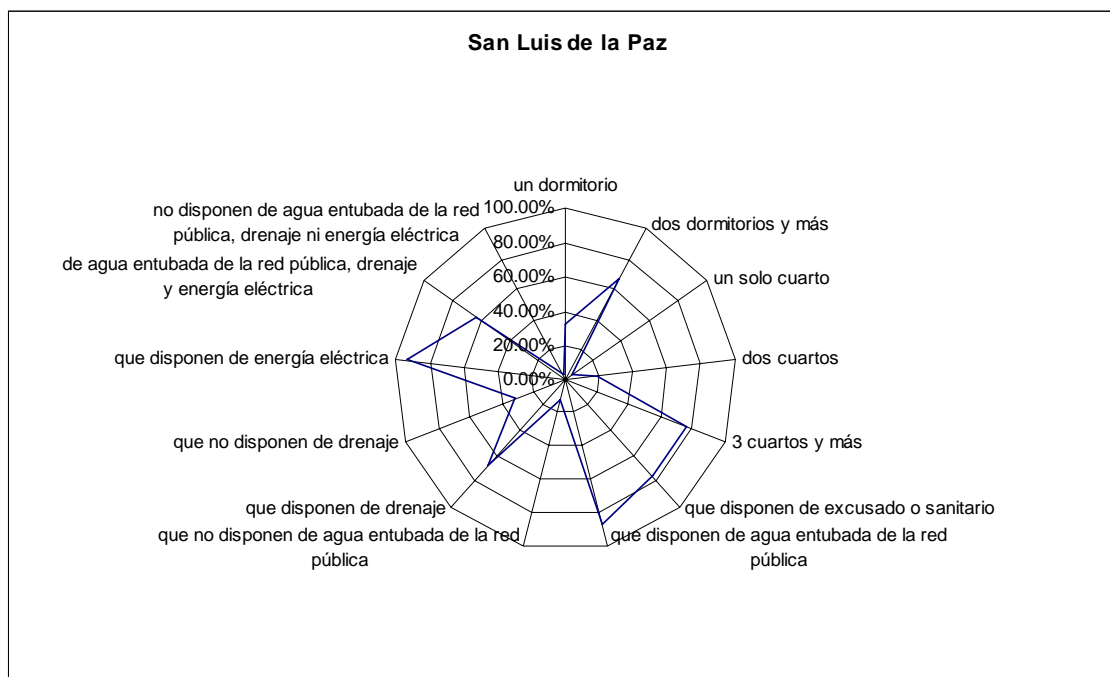 San Luis de la Paz
un dormitorio
dos dormitorios y más
un solo cuarto
dos cuartos
3 cuartos y más
que disponen de excusado o sanitario
que disponen de agua entubada de la red
pública
que no disponen de agua entubada de la red
pública
que disponen de drenaje
que no disponen de drenaje
que disponen de energía eléctrica
de agua entubada de la red pública, drenaje
y energía eléctrica
no disponen de agua entubada de la red
pública, drenaje ni energía eléctrica
100.00%
80.00%
60.00%
40.00%
20.00%
0.00%